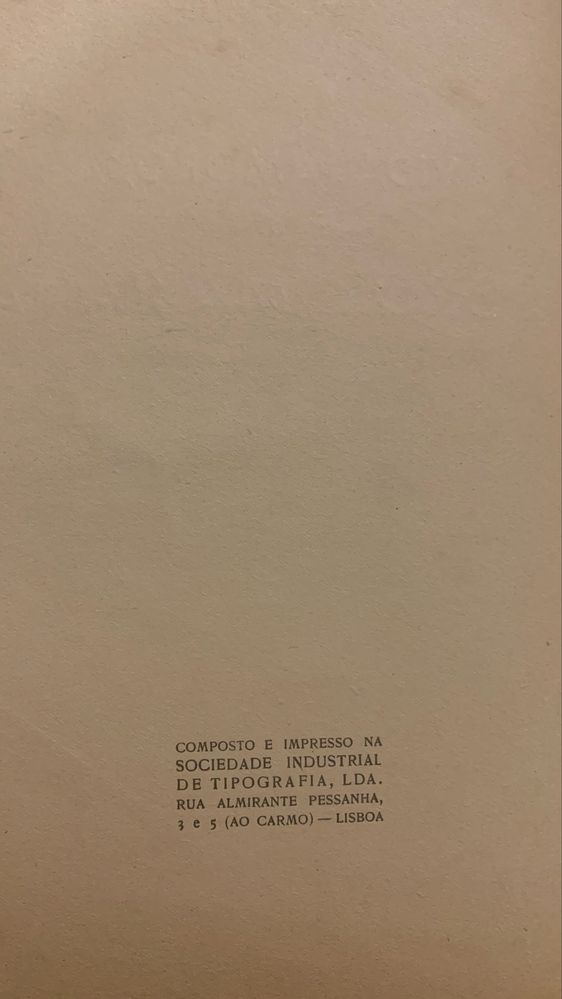 COMPOSTO E IMPRESSO NA
SOCIEDADE INDUSTRIAL
DE TIPOGRAFIA, LDA.
RUA ALMIRANTE PESSANHA,
3 e 5 (AO CARMO) — LISBOA